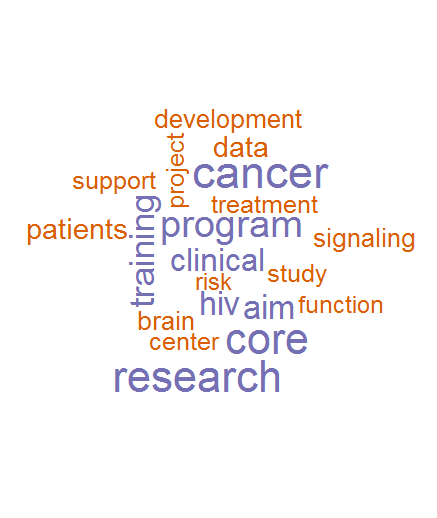 development
data
project
cancer
support
treatment
training
program
patients
signaling
clinical
study
risk
hiv
aim
function
brain
core
center
research